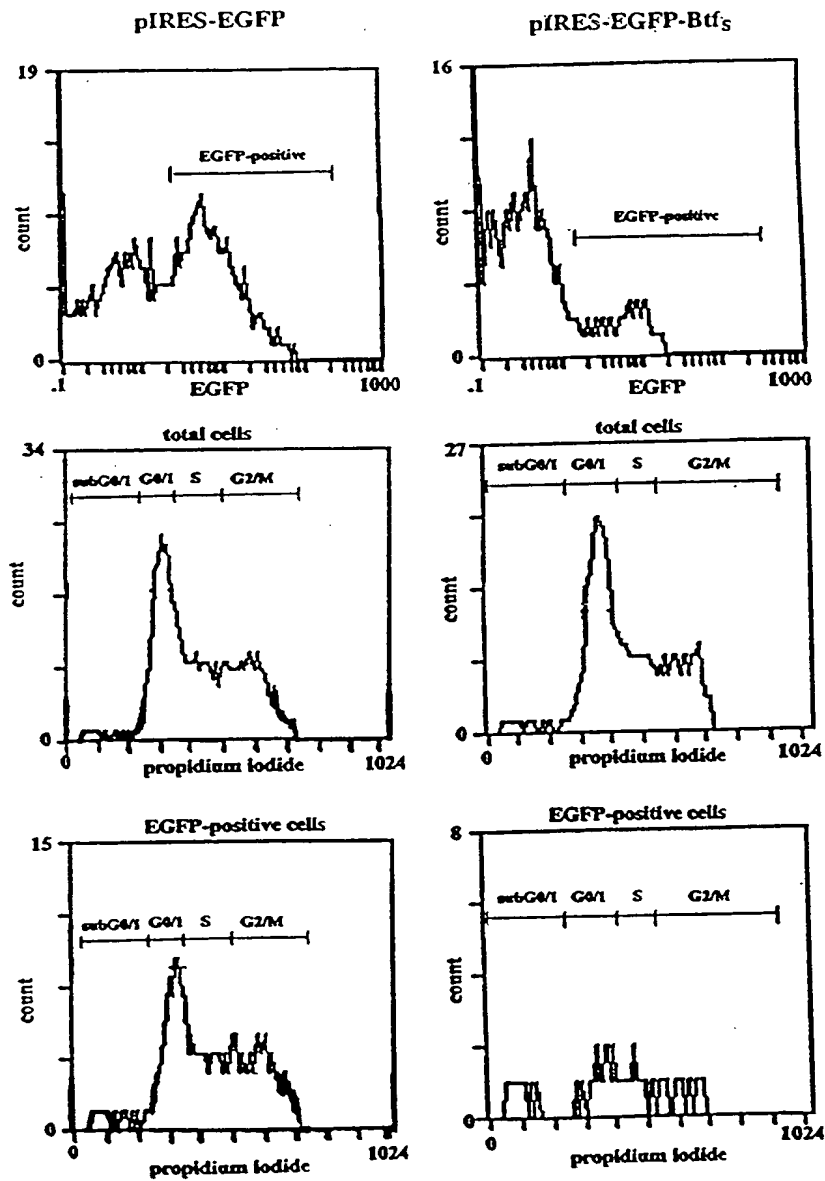 pIRES-EGFP
19
EGFP-positive
count
0
.1
EGFP
1000
pIRES-EGFP-Btfs
16
EGFP-positive
count
0
.1
EGFP
1000
total cells
34
subG0/1 G0/1 S G2/M
count
0
0
propidium iodide
1024
total cells
27
subG0/1 G0/1 S G2/M
count
0
0
propidium iodide
1024
EGFP-positive cells
15
subG0/1 G0/1 S G2/M
count
0
0
propidium iodide
1024
EGFP-positive cells
8
subG0/1 G0/1 S G2/M
count
0
0
propidium iodide
1024